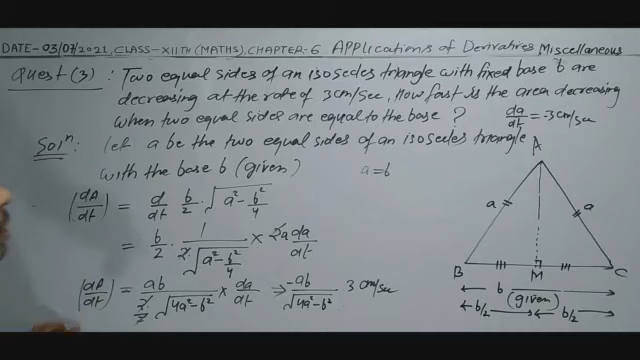 DATE-03/07/2021, CLASS-XIITH (MATHS), CHAPTER-6 Applications of Derivatives Miscellaneous
Quest (3) : Two equal sides of an isoscles triangle with fixed base b are
decreasing at the rate of 3 cm/sec, How fast is the area decreasing
when two equal sides are equal to the base ? da/dt = -3 cm/sec
Solⁿ : let a be the two equal sides of an isoscles triangle
with the base b (given) a = b
(dA/dt) = d/dt b/2 · √(a² - b²/4)
= b/2 · 1/(2·√(a² - b²/4)) × 2a da/dt
(dA/dt) = ab/(2/2 √(4a² - b²)) × da/dt → -ab/√(4a² - b²) 3 cm/sec
A
a a
B M C
b
(given)
b/2 b/2